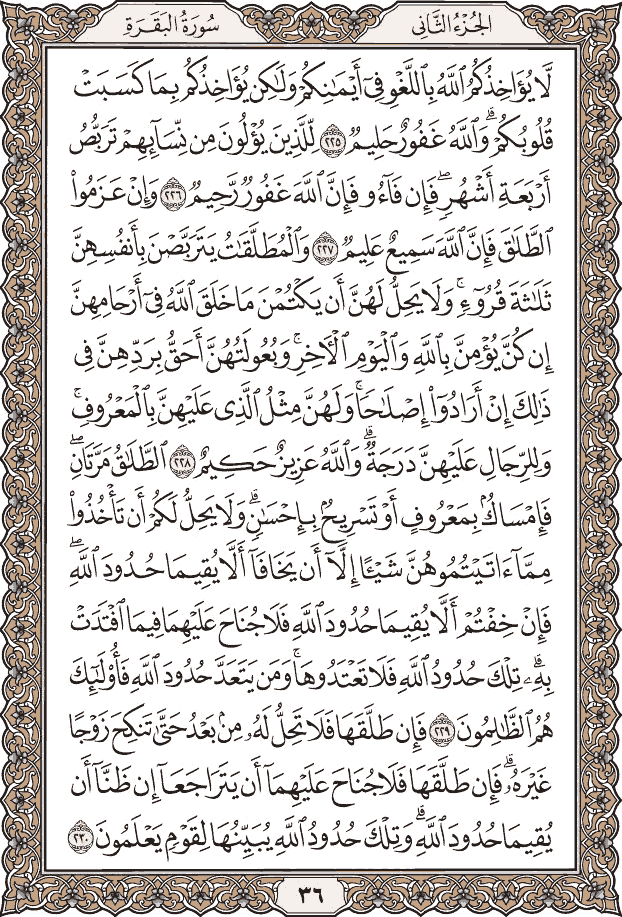 الجُزْءُ الثَّانِي
سُورَةُ البَقَرَةِ
لَّا يُؤَاخِذُكُمُ ٱللَّهُ بِٱللَّغْوِ فِىٓ أَيْمَٰنِكُمْ وَلَٰكِن يُؤَاخِذُكُم بِمَا كَسَبَتْ
قُلُوبُكُمْ ۗ وَٱللَّهُ غَفُورٌ حَلِيمٌ ٢٢٥ لِّلَّذِينَ يُؤْلُونَ مِن نِّسَآئِهِمْ تَرَبُّصُ
أَرْبَعَةِ أَشْهُرٍ ۖ فَإِن فَآءُو فَإِنَّ ٱللَّهَ غَفُورٌ رَّحِيمٌ ٢٢٦ وَإِنْ عَزَمُوا۟
ٱلطَّلَٰقَ فَإِنَّ ٱللَّهَ سَمِيعٌ عَلِيمٌ ٢٢٧ وَٱلْمُطَلَّقَٰتُ يَتَرَبَّصْنَ بِأَنفُسِهِنَّ
ثَلَٰثَةَ قُرُوٓءٍ ۚ وَلَا يَحِلُّ لَهُنَّ أَن يَكْتُمْنَ مَا خَلَقَ ٱللَّهُ فِىٓ أَرْحَامِهِنَّ
إِن كُنَّ يُؤْمِنَّ بِٱللَّهِ وَٱلْيَوْمِ ٱلْءَاخِرِ ۚ وَبُعُولَتُهُنَّ أَحَقُّ بِرَدِّهِنَّ فِى
ذَٰلِكَ إِنْ أَرَادُوٓا۟ إِصْلَٰحًا ۚ وَلَهُنَّ مِثْلُ ٱلَّذِى عَلَيْهِنَّ بِٱلْمَعْرُوفِ ۚ
وَلِلرِّجَالِ عَلَيْهِنَّ دَرَجَةٌ ۗ وَٱللَّهُ عَزِيزٌ حَكِيمٌ ٢٢٨ ٱلطَّلَٰقُ مَرَّتَانِ ۖ
فَإِمْسَاكٌۢ بِمَعْرُوفٍ أَوْ تَسْرِيحٌۢ بِإِحْسَٰنٍ ۗ وَلَا يَحِلُّ لَكُمْ أَن تَأْخُذُوا۟
مِمَّآ ءَاتَيْتُمُوهُنَّ شَيْـًٔا إِلَّآ أَن يَخَافَآ أَلَّا يُقِيمَا حُدُودَ ٱللَّهِ ۖ
فَإِنْ خِفْتُمْ أَلَّا يُقِيمَا حُدُودَ ٱللَّهِ فَلَا جُنَاحَ عَلَيْهِمَا فِيمَا ٱفْتَدَتْ
بِهِۦ ۗ تِلْكَ حُدُودُ ٱللَّهِ فَلَا تَعْتَدُوهَا ۚ وَمَن يَتَعَدَّ حُدُودَ ٱللَّهِ فَأُو۟لَٰٓئِكَ
هُمُ ٱلظَّٰلِمُونَ ٢٢٩ فَإِن طَلَّقَهَا فَلَا تَحِلُّ لَهُۥ مِنۢ بَعْدُ حَتَّىٰ تَنكِحَ زَوْجًا
غَيْرَهُۥ ۗ فَإِن طَلَّقَهَا فَلَا جُنَاحَ عَلَيْهِمَآ أَن يَتَرَاجَعَآ إِن ظَنَّآ أَن
يُقِيمَا حُدُودَ ٱللَّهِ ۗ وَتِلْكَ حُدُودُ ٱللَّهِ يُبَيِّنُهَا لِقَوْمٍ يَعْلَمُونَ ٢٣٠
٣٦